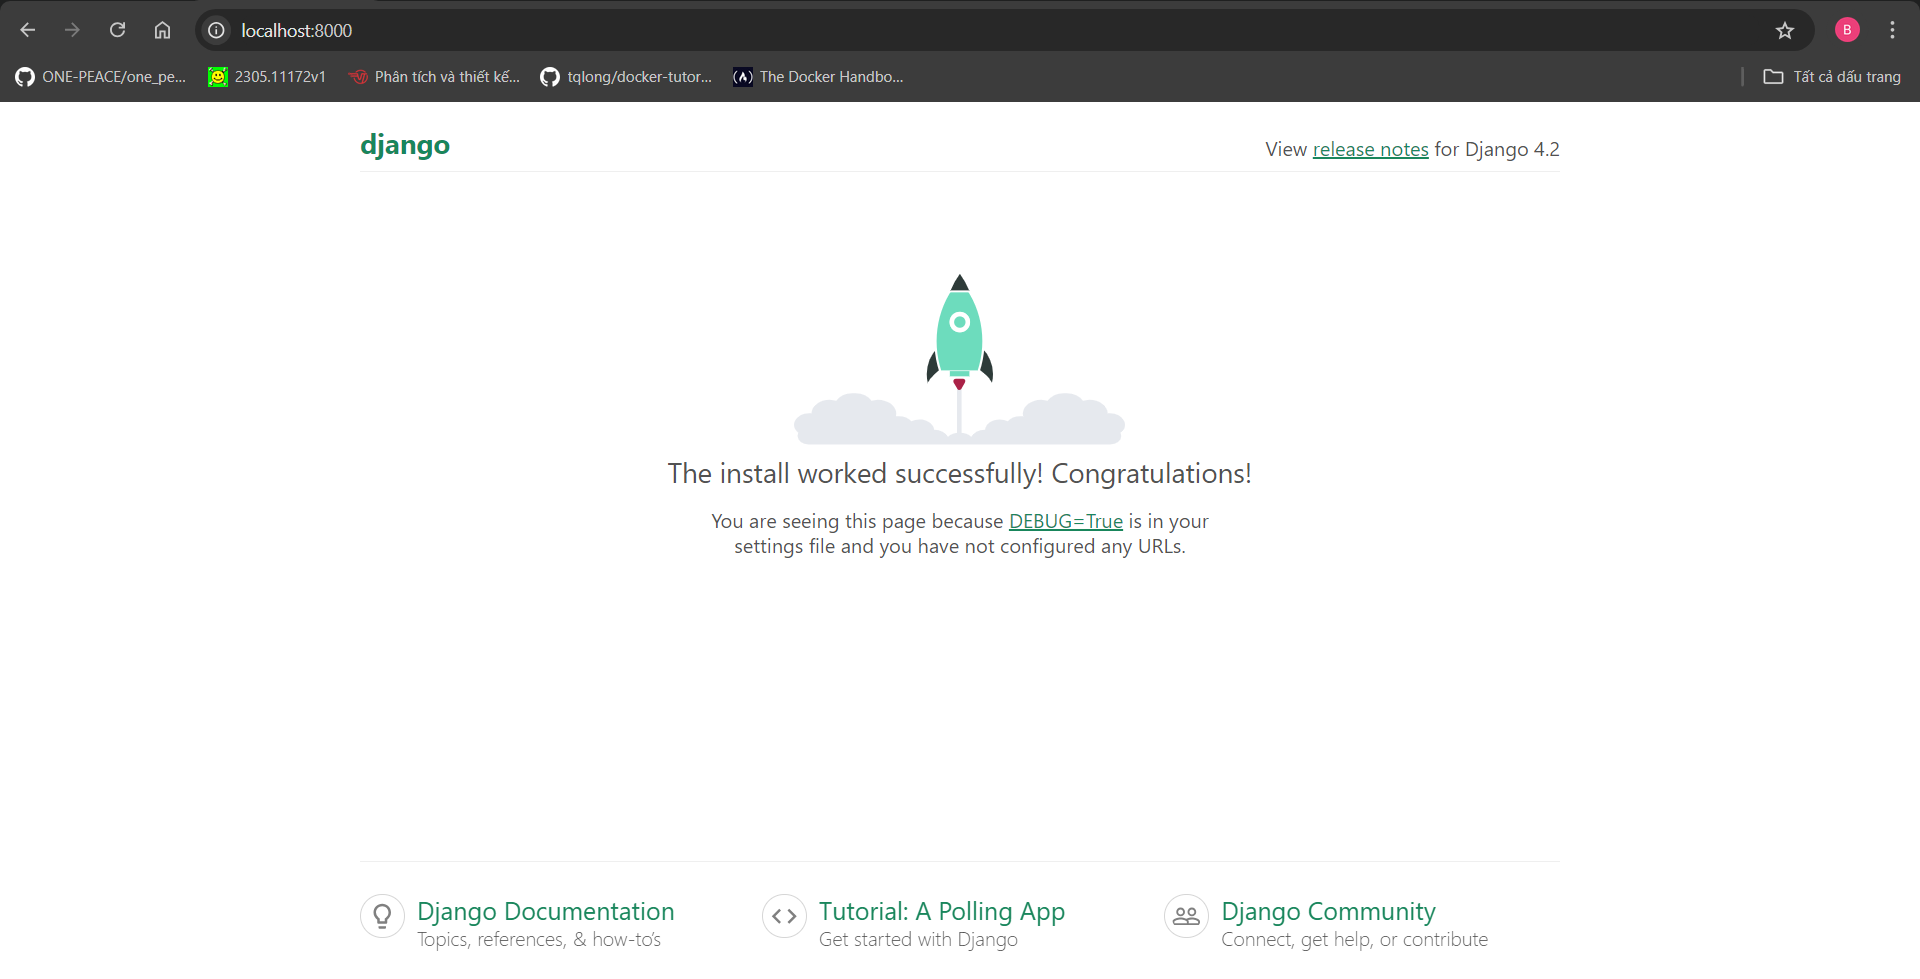 localhost:8000
B
ONE-PEACE/one_pe... 2305.11172v1 Phân tích và thiết kế... tqlong/docker-tutor... The Docker Handbo... Tất cả dấu trang
django
View release notes for Django 4.2
The install worked successfully! Congratulations!
You are seeing this page because DEBUG=True is in your
settings file and you have not configured any URLs.
Django Documentation
Topics, references, & how-to’s
Tutorial: A Polling App
Get started with Django
Django Community
Connect, get help, or contribute